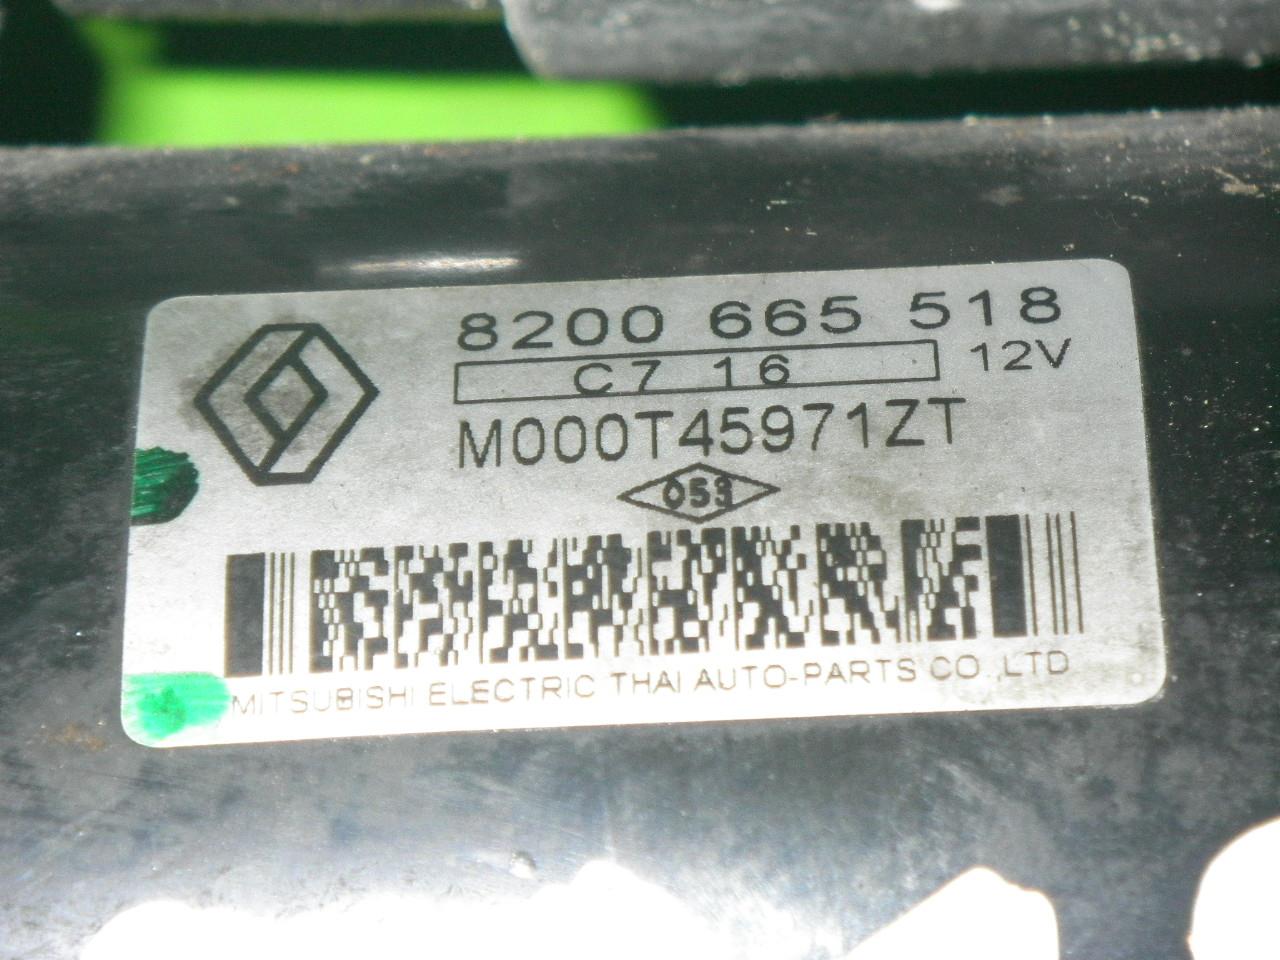 8200 665 518
C7 16 12V
M000T45971ZT
053
MITSUBISHI ELECTRIC THAI AUTO-PARTS CO.,LTD